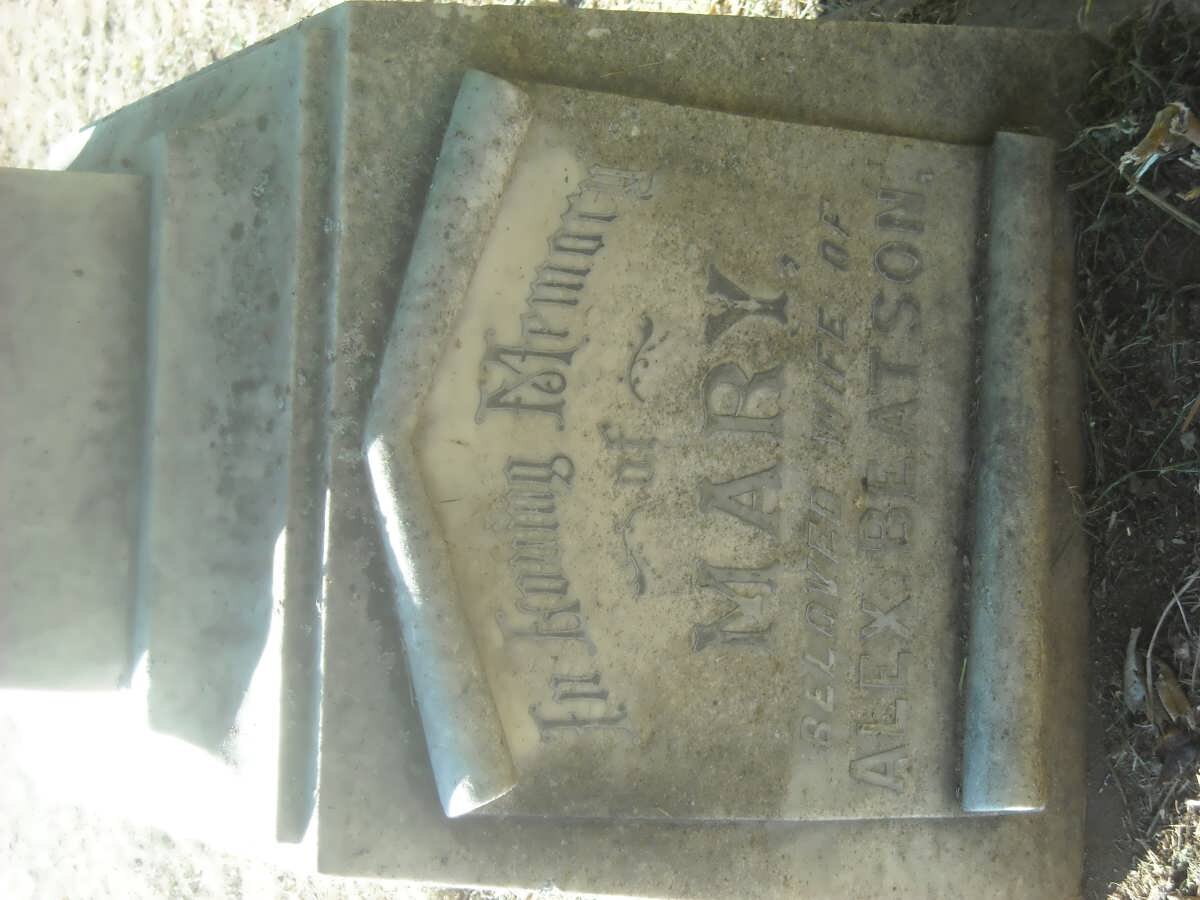 In Loving Memory
of
MARY,
BELOVED WIFE OF
ALEX. BEATSON.